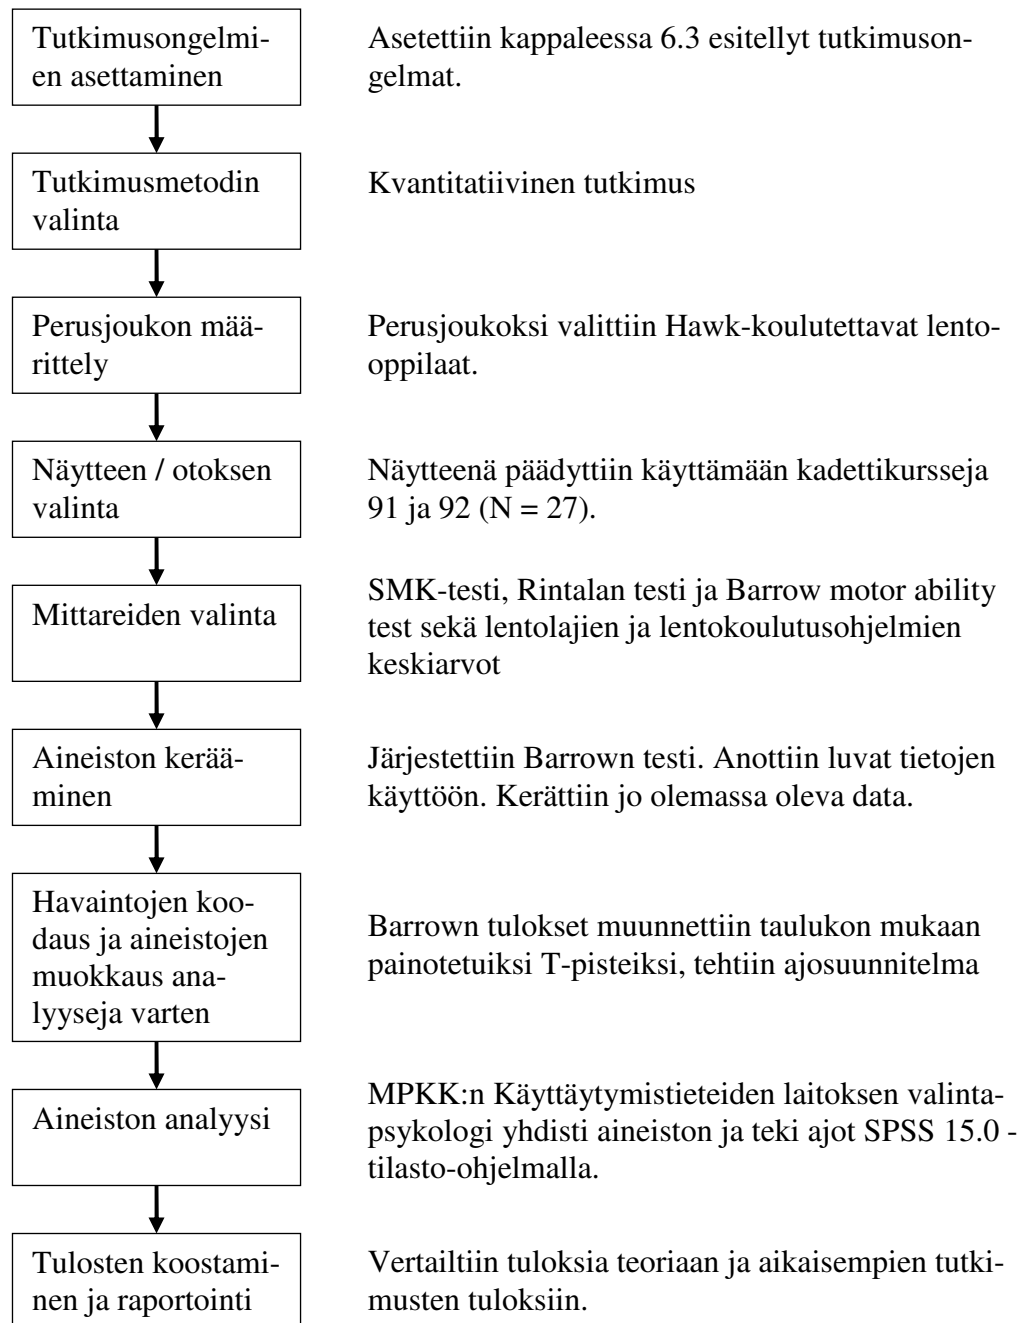 Tutkimusongelmi-
en asettaminen
Asetettiin kappaleessa 6.3 esitellyt tutkimuson-
gelmat.
Tutkimusmetodin
valinta
Kvantitatiivinen tutkimus
Perusjoukon mää-
rittely
Perusjoukoksi valittiin Hawk-koulutettavat lento-
oppilaat.
Näytteen / otoksen
valinta
Näytteenä päädyttiin käyttämään kadettikursseja
91 ja 92 (N = 27).
Mittareiden valinta
SMK-testi, Rintalan testi ja Barrow motor ability
test sekä lentolajien ja lentokoulutusohjelmien
keskiarvot
Aineiston kerää-
minen
Järjestettiin Barrown testi. Anottiin luvat tietojen
käyttöön. Kerättiin jo olemassa oleva data.
Havaintojen koo-
daus ja aineistojen
muokkaus ana-
lyyseja varten
Barrown tulokset muunnettiin taulukon mukaan
painotetuiksi T-pisteiksi, tehtiin ajosuunnitelma
Aineiston analyysi
MPKK:n Käyttäytymistieteiden laitoksen valinta-
psykologi yhdisti aineiston ja teki ajot SPSS 15.0 -
tilasto-ohjelmalla.
Tulosten koostami-
nen ja raportointi
Vertailtiin tuloksia teoriaan ja aikaisempien tutki-
musten tuloksiin.